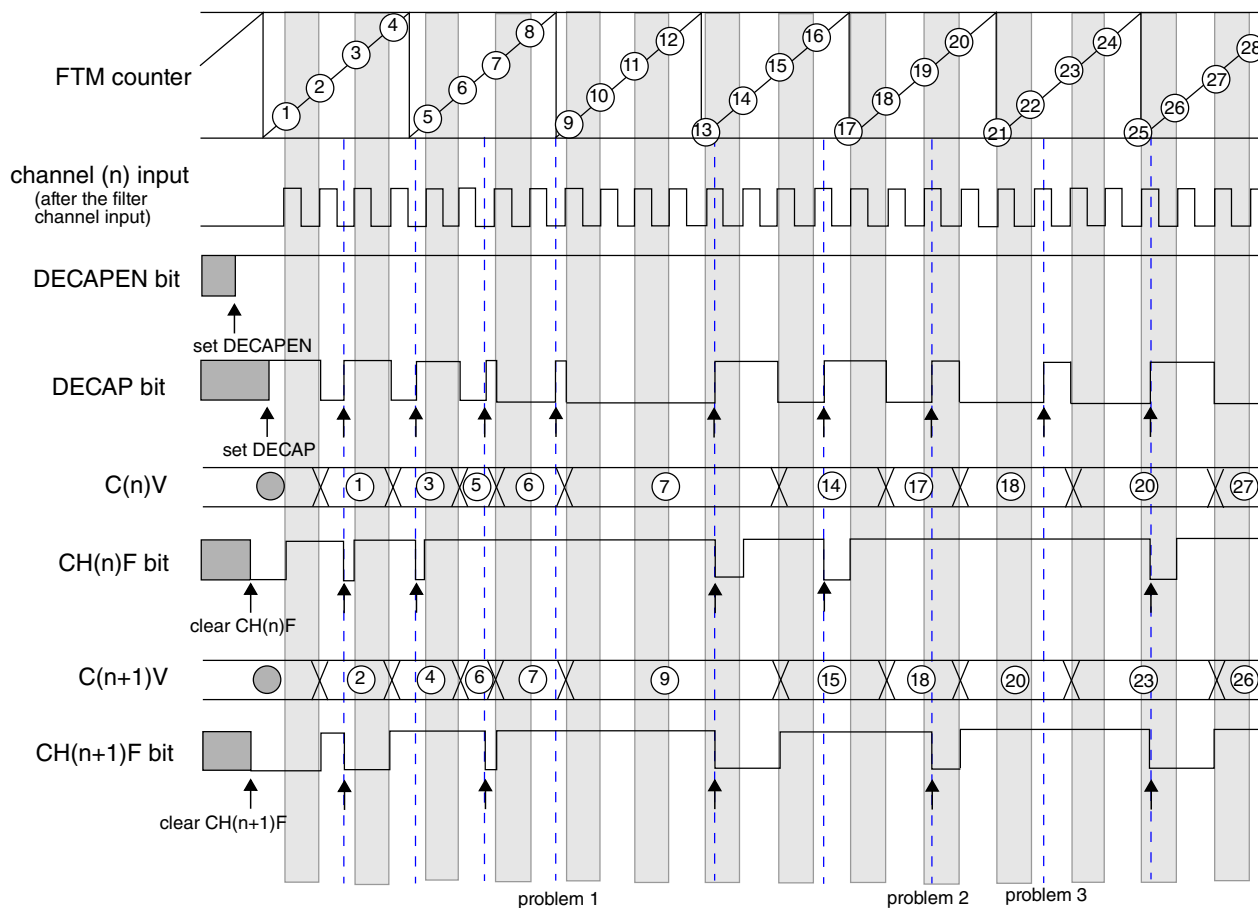 1 2 3 4 5 6 7 8 9 10 11 12 13 14 15 16 17 18 19 20 21 22 23 24 25 26 27 28
FTM counter
channel (n) input
(after the filter
channel input)
DECAPEN bit
set DECAPEN
DECAP bit
set DECAP
C(n)V 1 3 5 6 7 14 17 18 20 27
CH(n)F bit
clear CH(n)F
C(n+1)V 2 4 6 7 9 15 18 20 23 26
CH(n+1)F bit
clear CH(n+1)F
problem 1 problem 2 problem 3